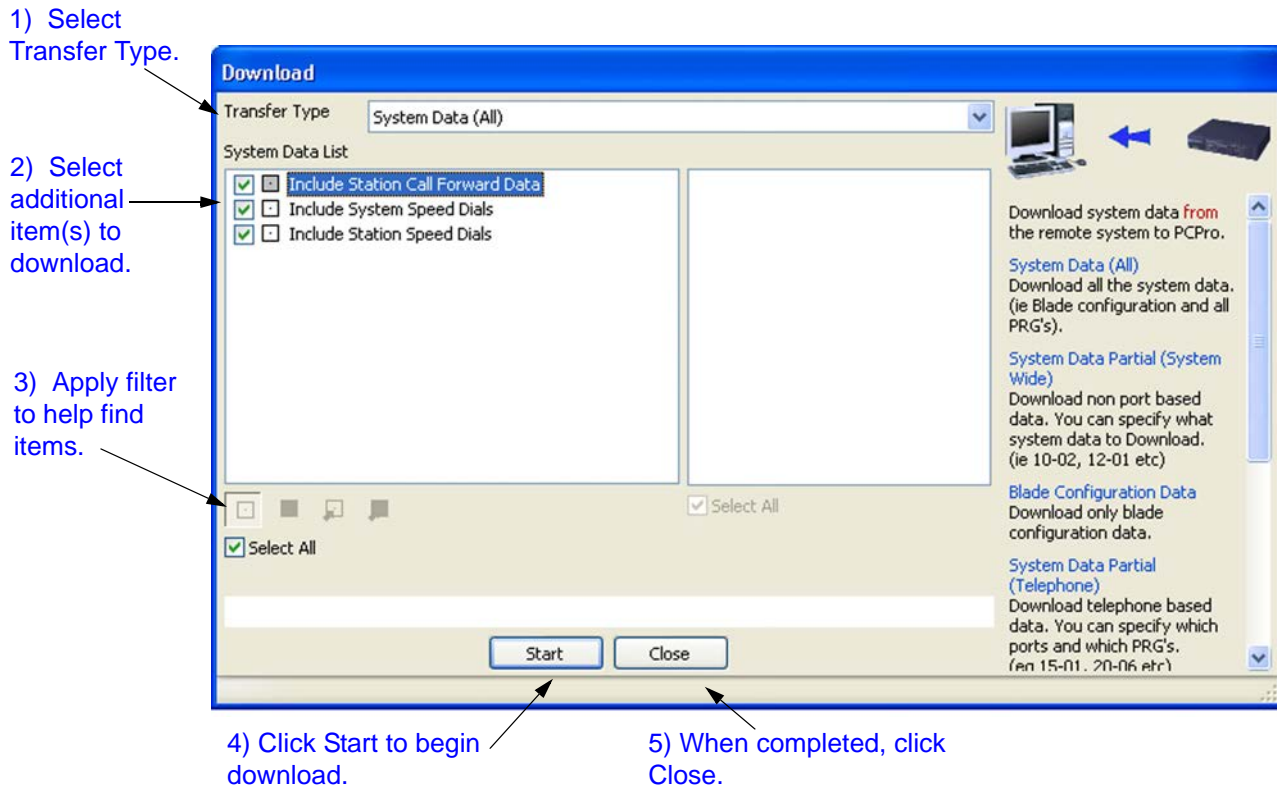 1) Select
Transfer Type.
2) Select
additional
item(s) to
download.
3) Apply filter
to help find
items.
Download
Transfer Type
System Data (All)
System Data List
Include Station Call Forward Data
Include System Speed Dials
Include Station Speed Dials
Select All
Select All
Start
Close
Download system data from
the remote system to PCPro.
System Data (All)
Download all the system data.
(ie Blade configuration and all
PRG's).
System Data Partial (System
Wide)
Download non port based
data. You can specify what
system data to Download.
(ie 10-02, 12-01 etc)
Blade Configuration Data
Download only blade
configuration data.
System Data Partial
(Telephone)
Download telephone based
data. You can specify which
ports and which PRG's.
(eg 15-01, 20-06 etc)
4) Click Start to begin
download.
5) When completed, click
Close.